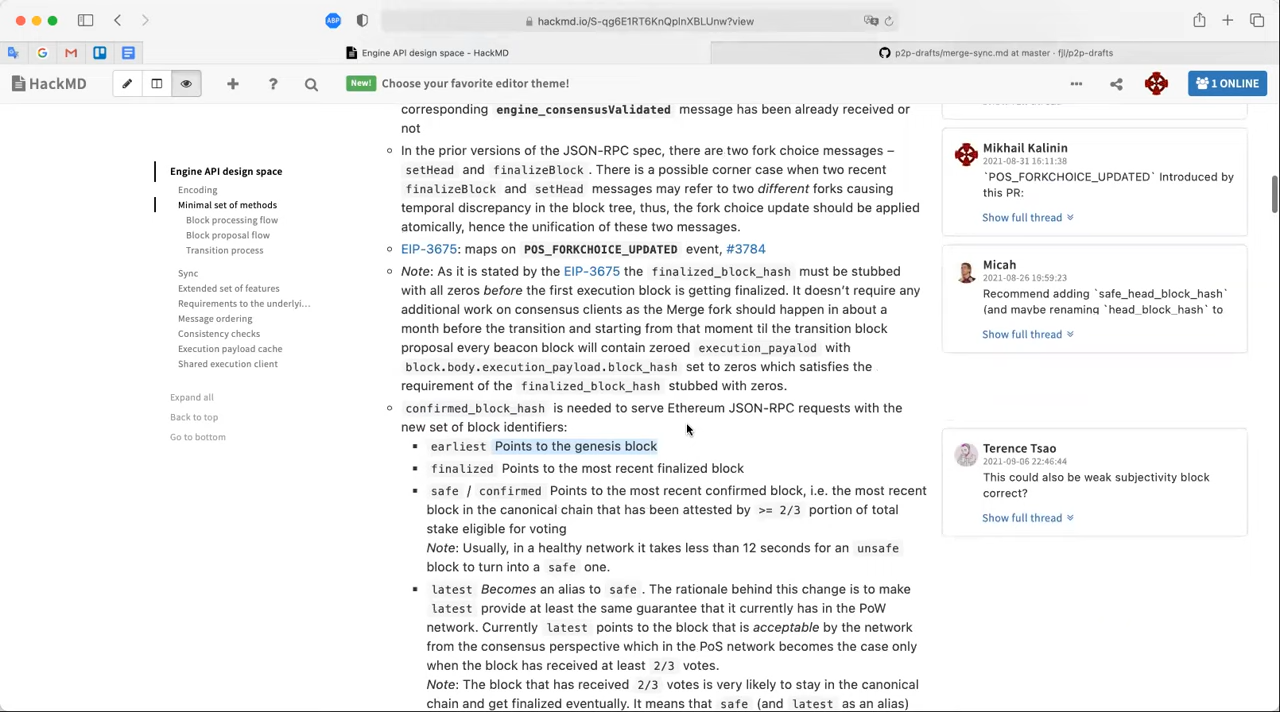 ABP
hackmd.io/S-qg6E1RT6KnQpInXBLUnw?view
Engine API design space - HackMD
p2p-drafts/merge-sync.md at master · fjl/p2p-drafts
HackMD
New!
Choose your favorite editor theme!
1 ONLINE
Engine API design space
Encoding
Minimal set of methods
Block processing flow
Block proposal flow
Transition process
Sync
Extended set of features
Requirements to the underlyi...
Message ordering
Consistency checks
Execution payload cache
Shared execution client
Expand all
Back to top
Go to bottom
corresponding engine_consensusValidated message has been already received or
not
In the prior versions of the JSON-RPC spec, there are two fork choice messages –
setHead and finalizeBlock . There is a possible corner case when two recent
finalizeBlock and setHead messages may refer to two different forks causing
temporal discrepancy in the block tree, thus, the fork choice update should be applied
atomically, hence the unification of these two messages.
EIP-3675: maps on POS_FORKCHOICE_UPDATED event, #3784
Note: As it is stated by the EIP-3675 the finalized_block_hash must be stubbed
with all zeros before the first execution block is getting finalized. It doesn't require any
additional work on consensus clients as the Merge fork should happen in about a
month before the transition and starting from that moment til the transition block
proposal every beacon block will contain zeroed execution_payalod with
block.body.execution_payload.block_hash set to zeros which satisfies the
requirement of the finalized_block_hash stubbed with zeros.
confirmed_block_hash is needed to serve Ethereum JSON-RPC requests with the
new set of block identifiers:
earliest Points to the genesis block
finalized Points to the most recent finalized block
safe / confirmed Points to the most recent confirmed block, i.e. the most recent
block in the canonical chain that has been attested by >= 2/3 portion of total
stake eligible for voting
Note: Usually, in a healthy network it takes less than 12 seconds for an unsafe
block to turn into a safe one.
latest Becomes an alias to safe . The rationale behind this change is to make
latest provide at least the same guarantee that it currently has in the PoW
network. Currently latest points to the block that is acceptable by the network
from the consensus perspective which in the PoS network becomes the case only
when the block has received at least 2/3 votes.
Note: The block that has received 2/3 votes is very likely to stay in the canonical
chain and get finalized eventually. It means that safe (and latest as an alias)
Mikhail Kalinin
2021-08-31 16:11:38
`POS_FORKCHOICE_UPDATED` Introduced by
this PR:
Show full thread
Micah
2021-08-26 19:59:23
Recommend adding `safe_head_block_hash`
(and maybe renaming `head_block_hash` to
Show full thread
Terence Tsao
2021-09-06 22:46:44
This could also be weak subjectivity block
correct?
Show full thread